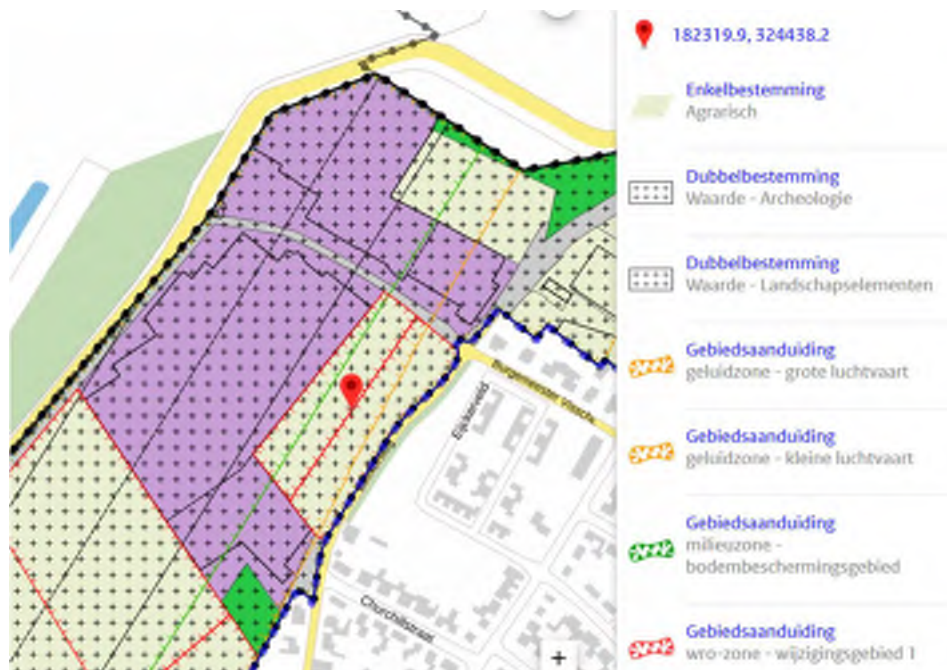 182319.9, 324438.2
Enkelbestemming
Agrarisch
Dubbelbestemming
Waarde - Archeologie
Dubbelbestemming
Waarde - Landschapselementen
Gebiedsaanduiding
geluidzone - grote luchtvaart
Gebiedsaanduiding
geluidzone - kleine luchtvaart
Gebiedsaanduiding
milieuzone -
bodembeschermingsgebied
Gebiedsaanduiding
wro-zone - wijzigingsgebied 1
Burgemeester
Churchillstraat
+